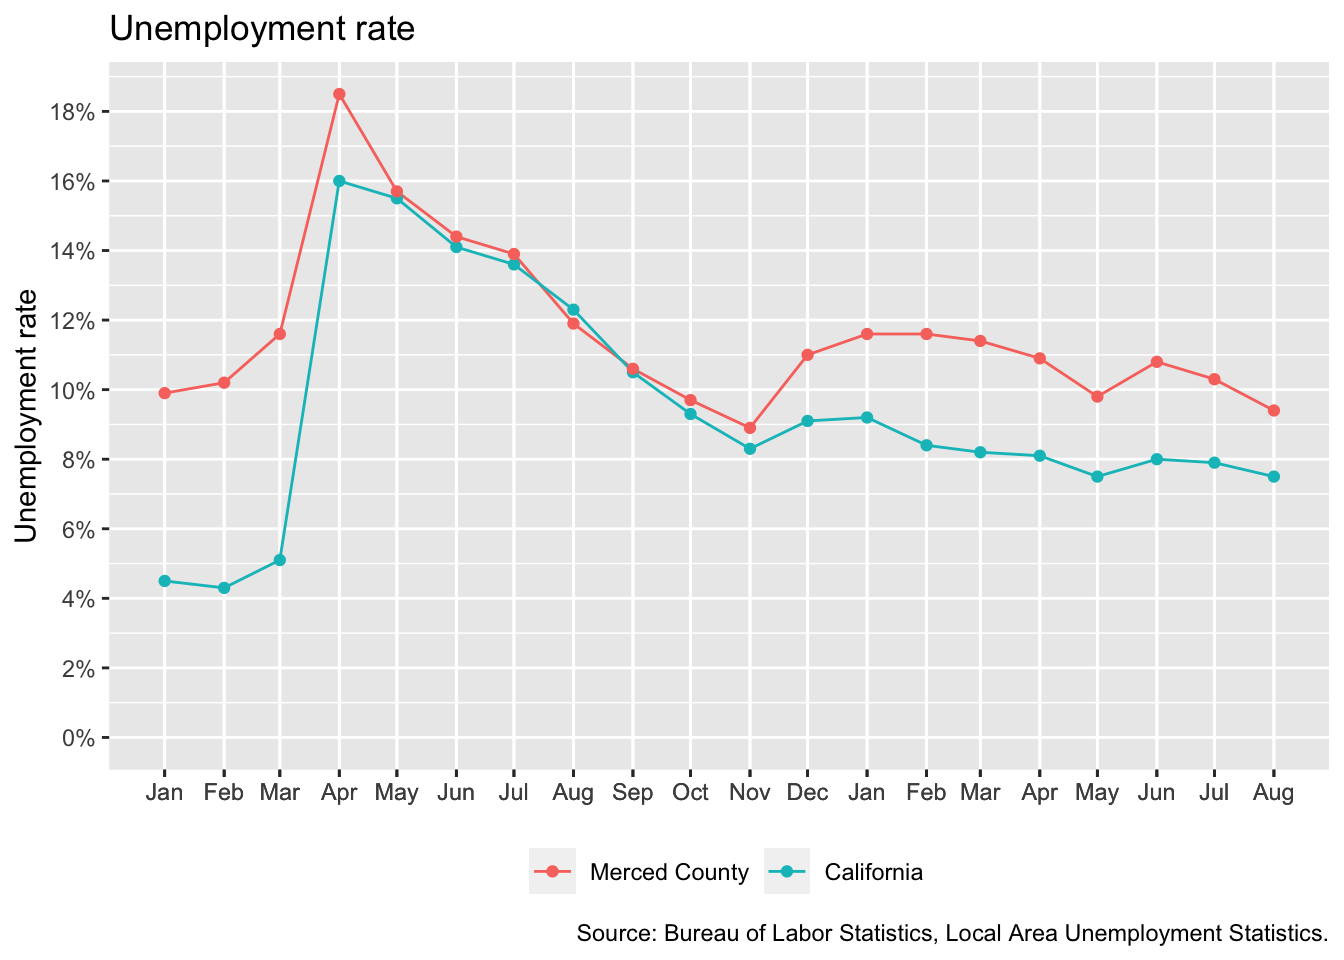 Unemployment rate
Unemployment rate
18%
16%
14%
12%
10%
8%
6%
4%
2%
0%
Jan Feb Mar Apr May Jun Jul Aug Sep Oct Nov Dec Jan Feb Mar Apr May Jun Jul Aug
Merced County California
Source: Bureau of Labor Statistics, Local Area Unemployment Statistics.